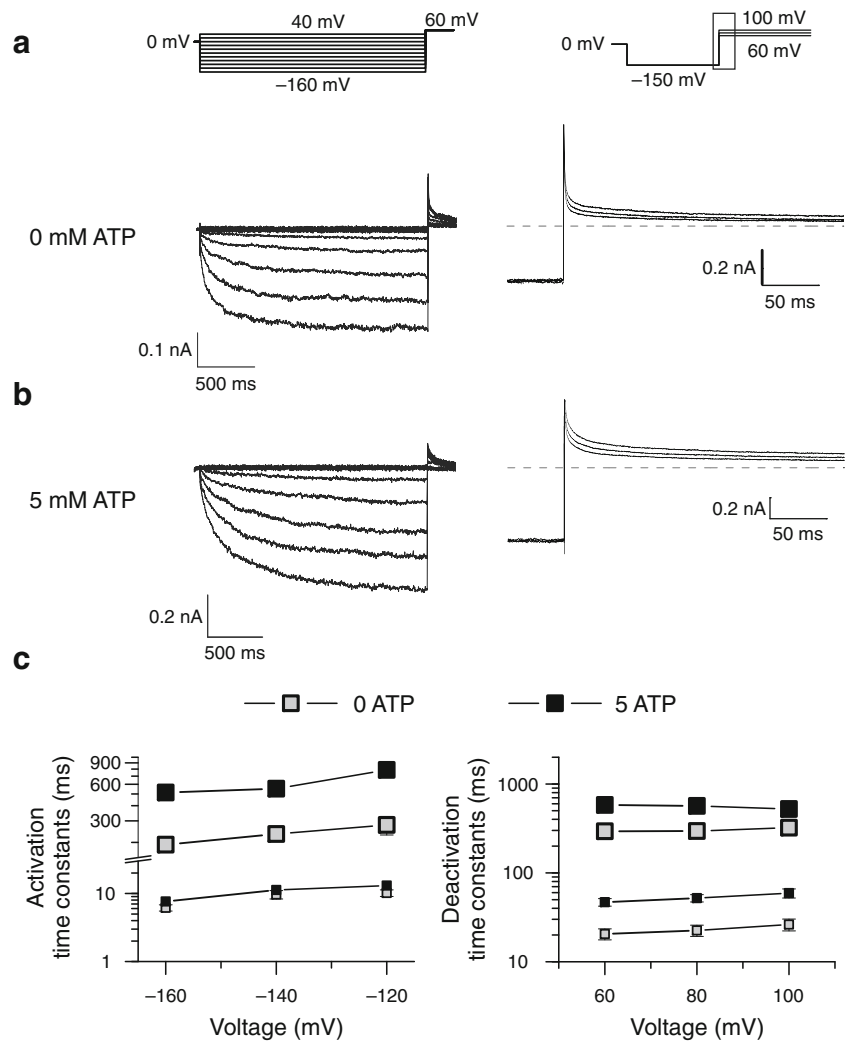 a
40 mV
60 mV
0 mV
−160 mV
100 mV
0 mV
60 mV
−150 mV
0 mM ATP
0.1 nA
500 ms
0.2 nA
50 ms
b
5 mM ATP
0.2 nA
500 ms
0.2 nA
50 ms
c
0 ATP
5 ATP
Activation
time constants (ms)
900
600
300
10
1
−160
−140
−120
Voltage (mV)
Deactivation
time constants (ms)
1000
100
10
60
80
100
Voltage (mV)